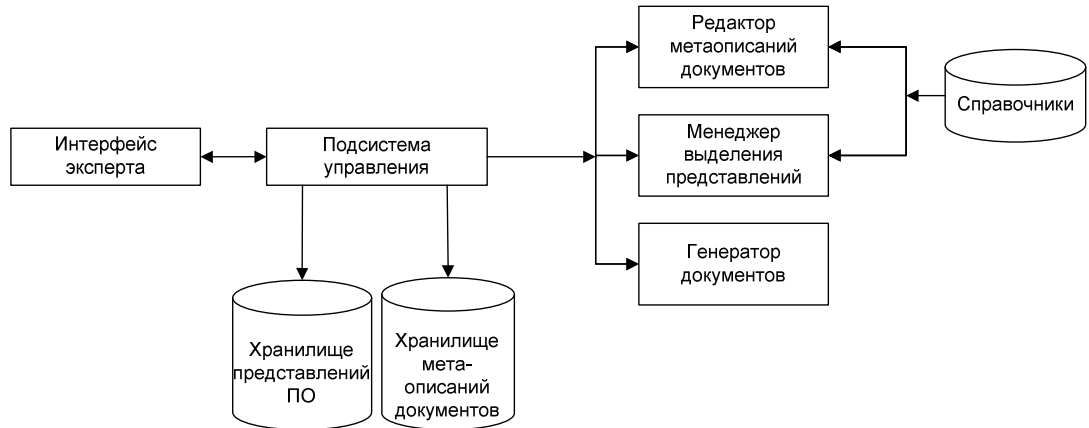 Интерфейс
эксперта
Подсистема
управления
Редактор
метаописаний
документов
Менеджер
выделения
представлений
Генератор
документов
Справочники
Хранилище
представлений
ПО
Хранилище
мета-
описаний
документов